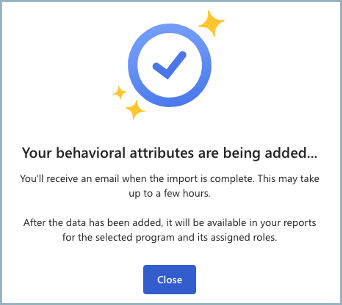 Your behavioral attributes are being added...
You'll receive an email when the import is complete. This may take
up to a few hours.
After the data has been added, it will be available in your reports
for the selected program and its assigned roles.
Close